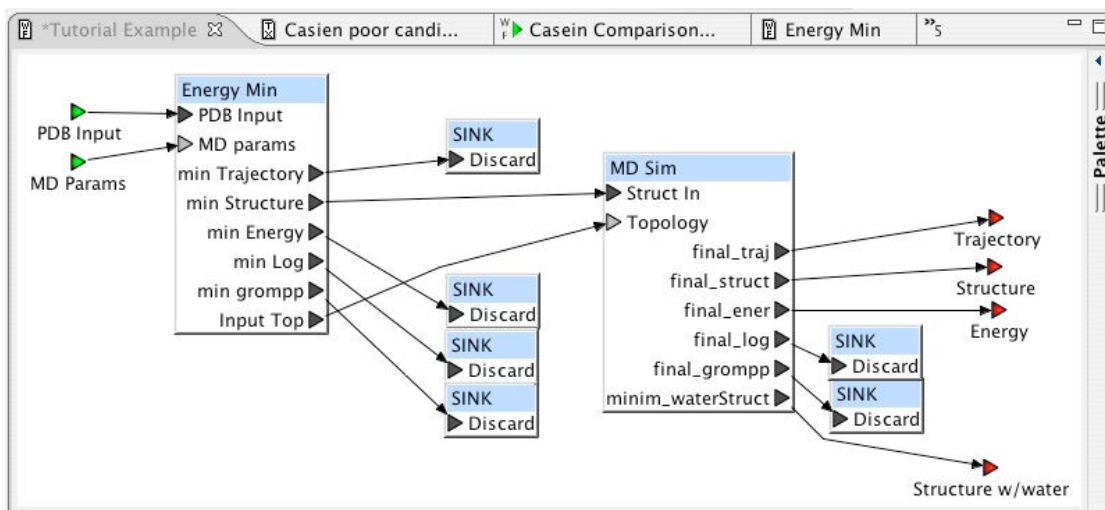 *Tutorial Example
Casien poor candi...
Casein Comparison...
Energy Min
»5
Palette
PDB Input
MD Params
Energy Min
PDB Input
MD params
min Trajectory
min Structure
min Energy
min Log
min grompp
Input Top
SINK
Discard
SINK
Discard
SINK
Discard
SINK
Discard
MD Sim
Struct In
Topology
final_traj
final_struct
final_ener
final_log
final_grompp
minim_waterStruct
SINK
Discard
SINK
Discard
Trajectory
Structure
Energy
Structure w/water